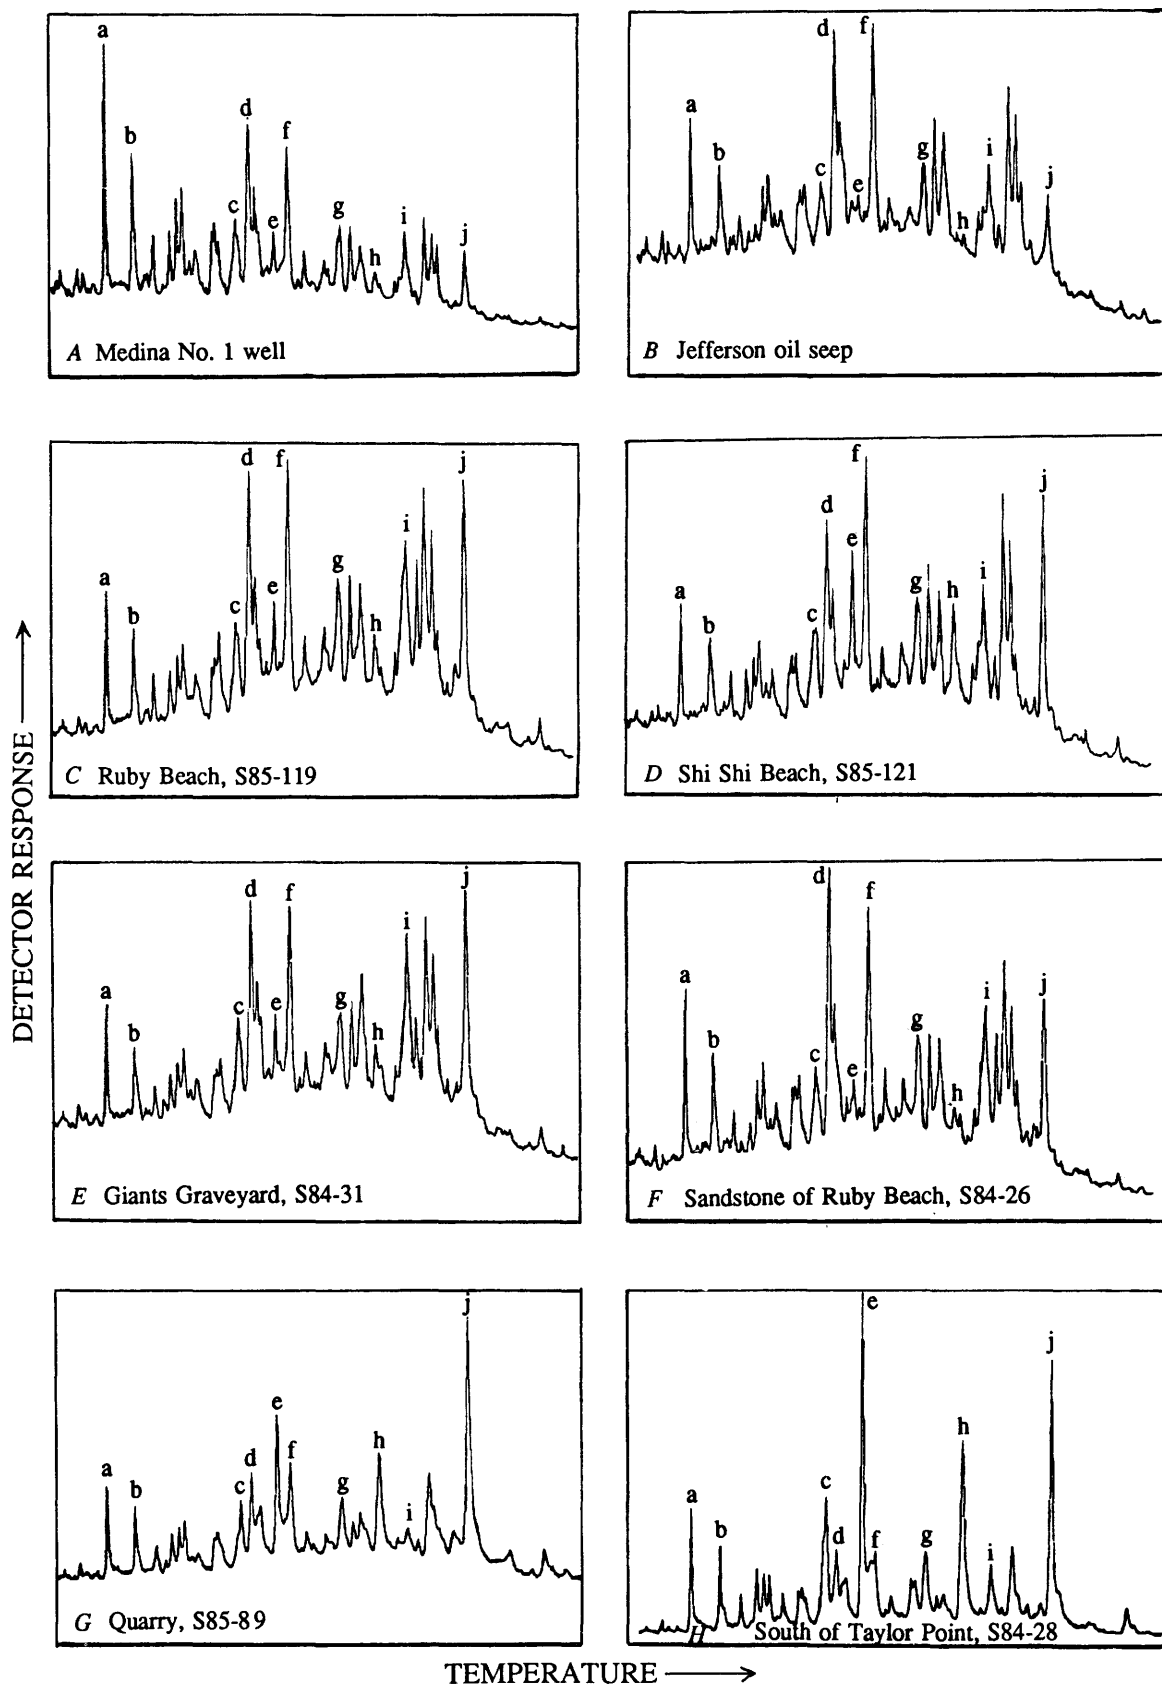 a
b
c
d
e
f
g
h
i
j
A Medina No. 1 well
a
b
c
d
e
f
g
h
i
j
B Jefferson oil seep
a
b
c
d
e
f
g
h
i
j
C Ruby Beach, S85-119
a
b
c
d
e
f
g
h
i
j
D Shi Shi Beach, S85-121
a
b
c
d
e
f
g
h
i
j
E Giants Graveyard, S84-31
a
b
c
d
e
f
g
h
i
j
F Sandstone of Ruby Beach, S84-26
a
b
c
d
e
f
g
h
i
j
G Quarry, S85-89
a
b
c
d
e
f
g
h
i
j
H South of Taylor Point, S84-28
DETECTOR RESPONSE
TEMPERATURE